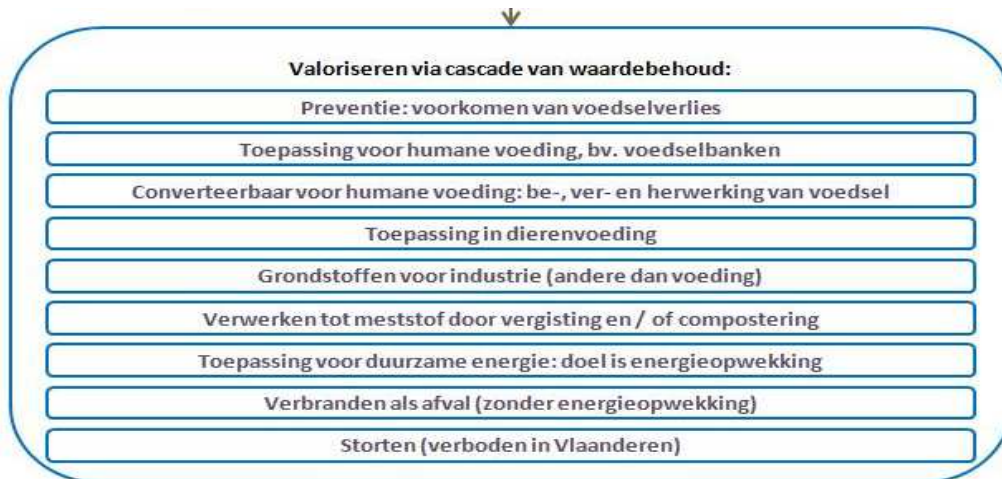 Valoriseren via cascade van waardebehoud:
Preventie: voorkomen van voedselverlies
Toepassing voor humane voeding, bv. voedselbanken
Converteerbaar voor humane voeding: be-, ver- en herwerking van voedsel
Toepassing in dierenvoeding
Grondstoffen voor industrie (andere dan voeding)
Verwerken tot meststof door vergisting en / of compostering
Toepassing voor duurzame energie: doel is energieopwekking
Verbranden als afval (zonder energieopwekking)
Storten (verboden in Vlaanderen)